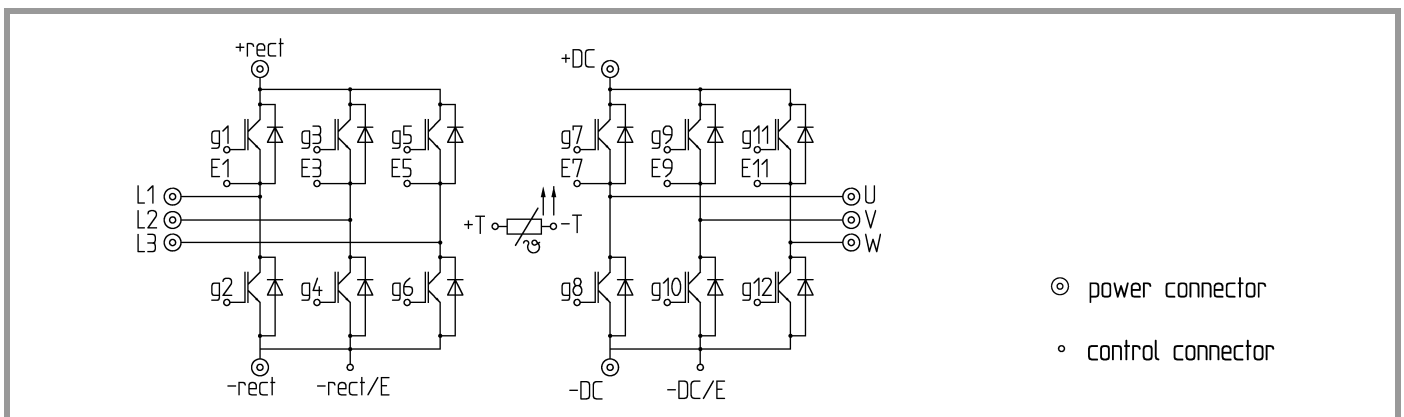 +rect
+DC
g1 g3 g5 g7 g9 g11
E1 E3 E5 E7 E9 E11
L1 U
L2 +T -T V
L3 ϑ W
g2 g4 g6 g8 g10 g12
power connector
control connector
-rect -rect/E -DC -DC/E